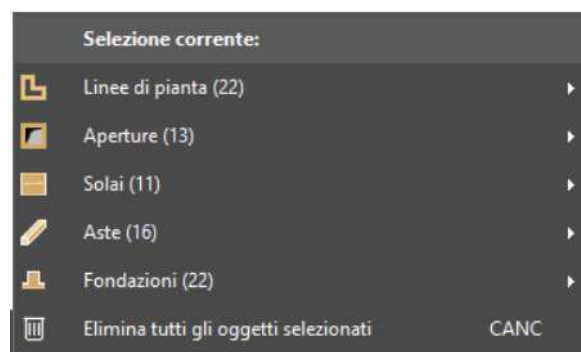 Selezione corrente:
Linee di pianta (22)
Aperture (13)
Solai (11)
Aste (16)
Fondazioni (22)
Elimina tutti gli oggetti selezionati CANC